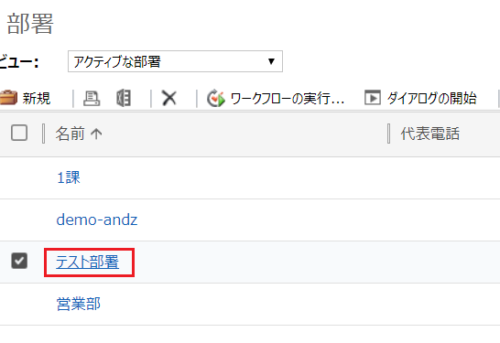 部署
ビュー: アクティブな部署
新規 ワークフローの実行... ダイアログの開始
名前 代表電話
1課
demo-andz
テスト部署
営業部